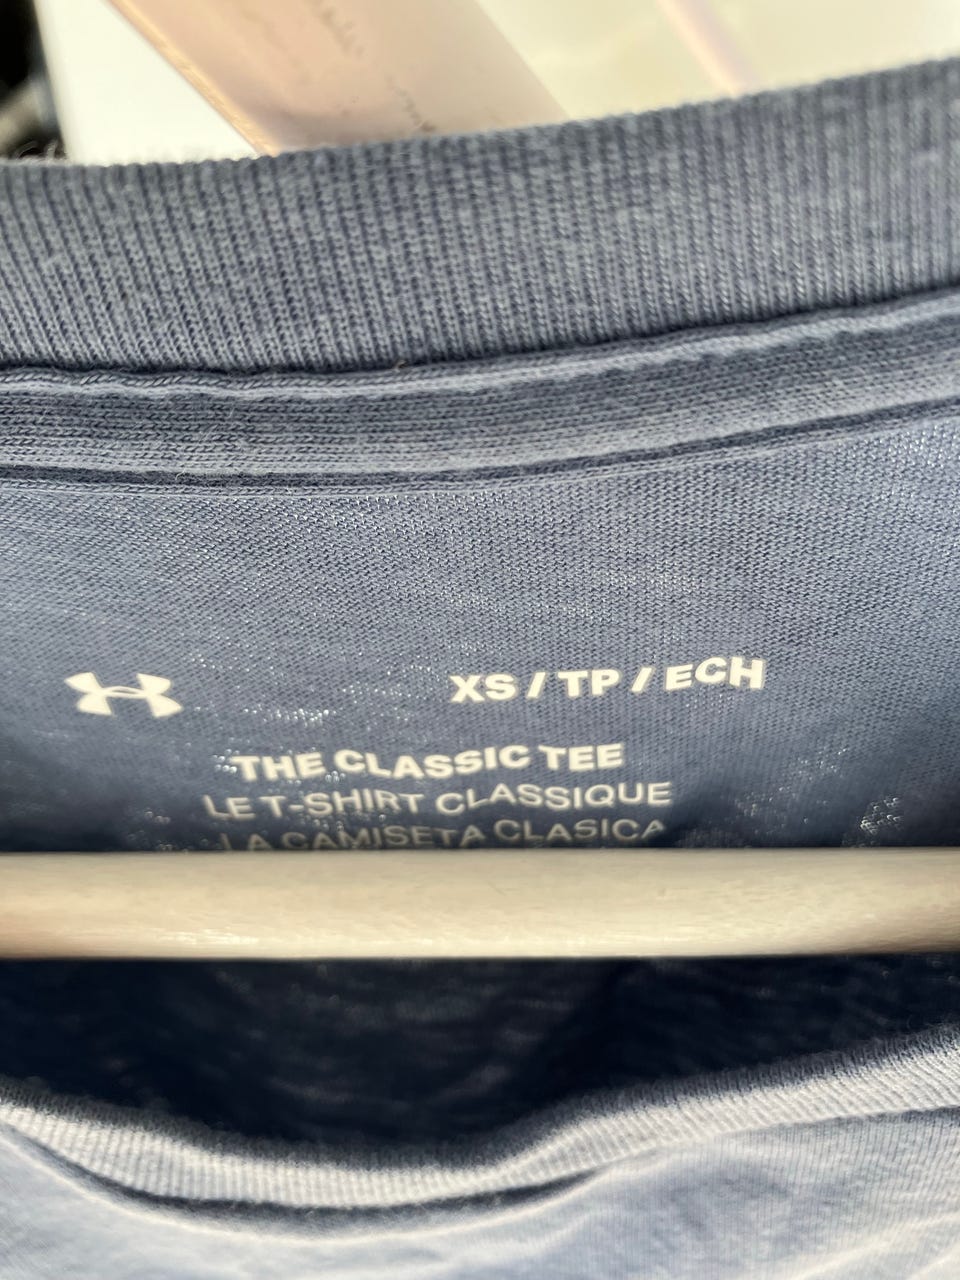 XS / TP / ECH
THE CLASSIC TEE
LE T-SHIRT CLASSIQUE
LA CAMISETA CLASICA